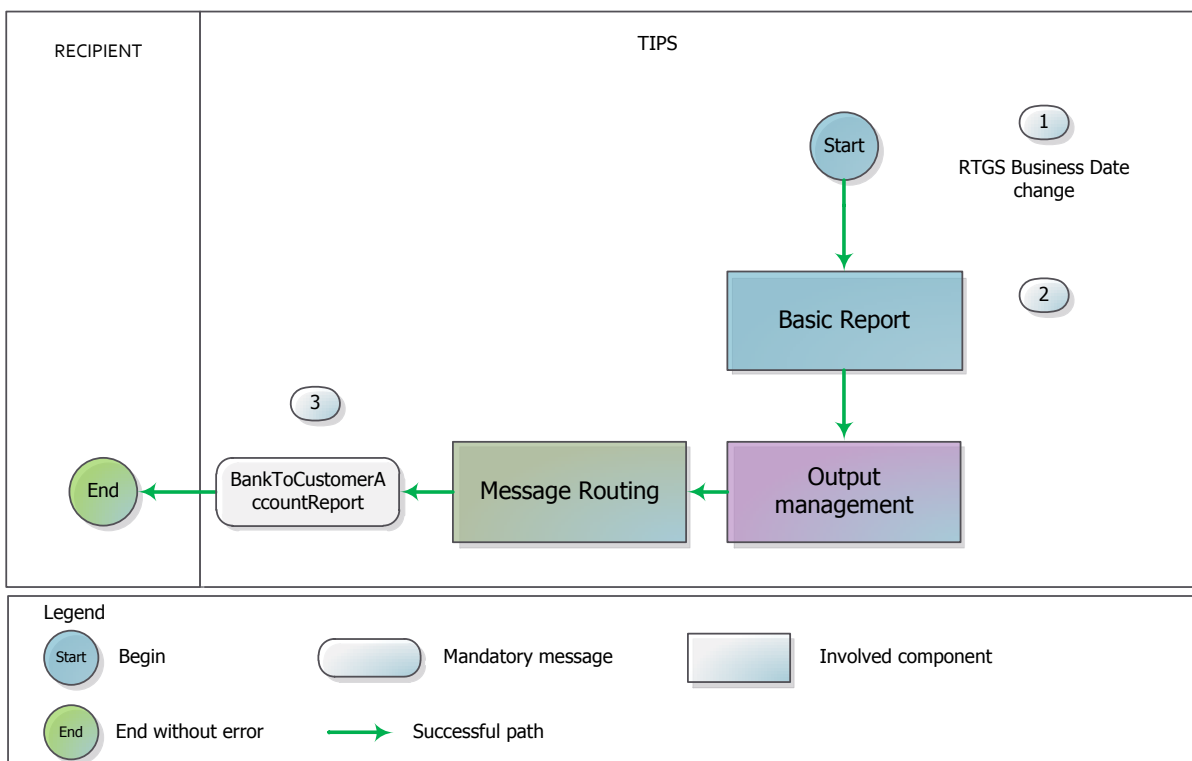 RECIPIENT
TIPS
Start
1
RTGS Business Date
change
Basic Report
2
3
End
BankToCustomerA
ccountReport
Message Routing
Output
management
Legend
Start
Begin
Mandatory message
Involved component
End
End without error
Successful path